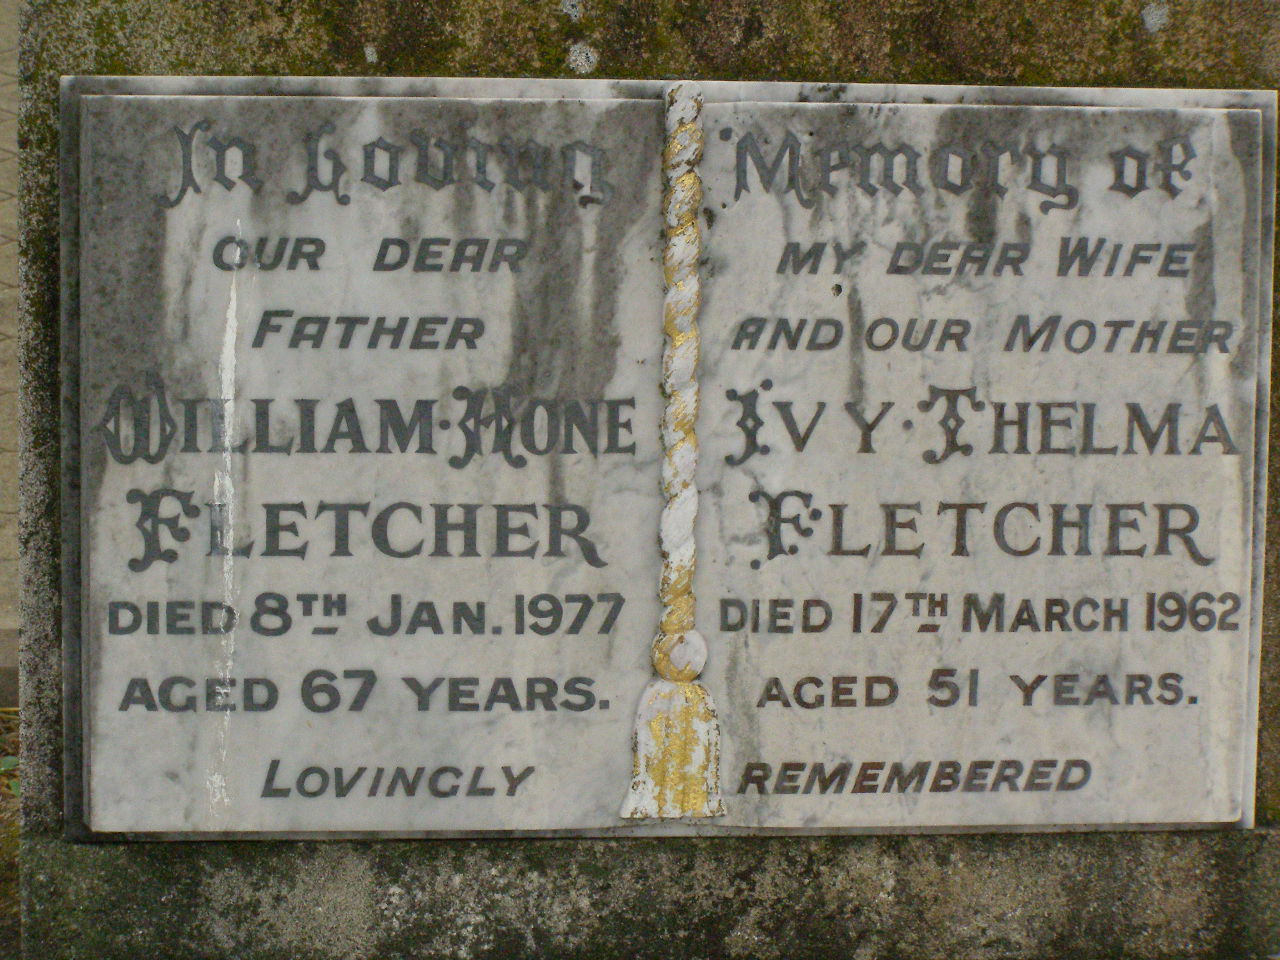 In Loving
OUR DEAR
FATHER
WILLIAM·HONE
FLETCHER
DIED 8TH JAN. 1977
AGED 67 YEARS.
LOVINGLY
Memory of
MY DEAR WIFE
AND OUR MOTHER
IVY·THELMA
FLETCHER
DIED 17TH MARCH 1962
AGED 51 YEARS.
REMEMBERED